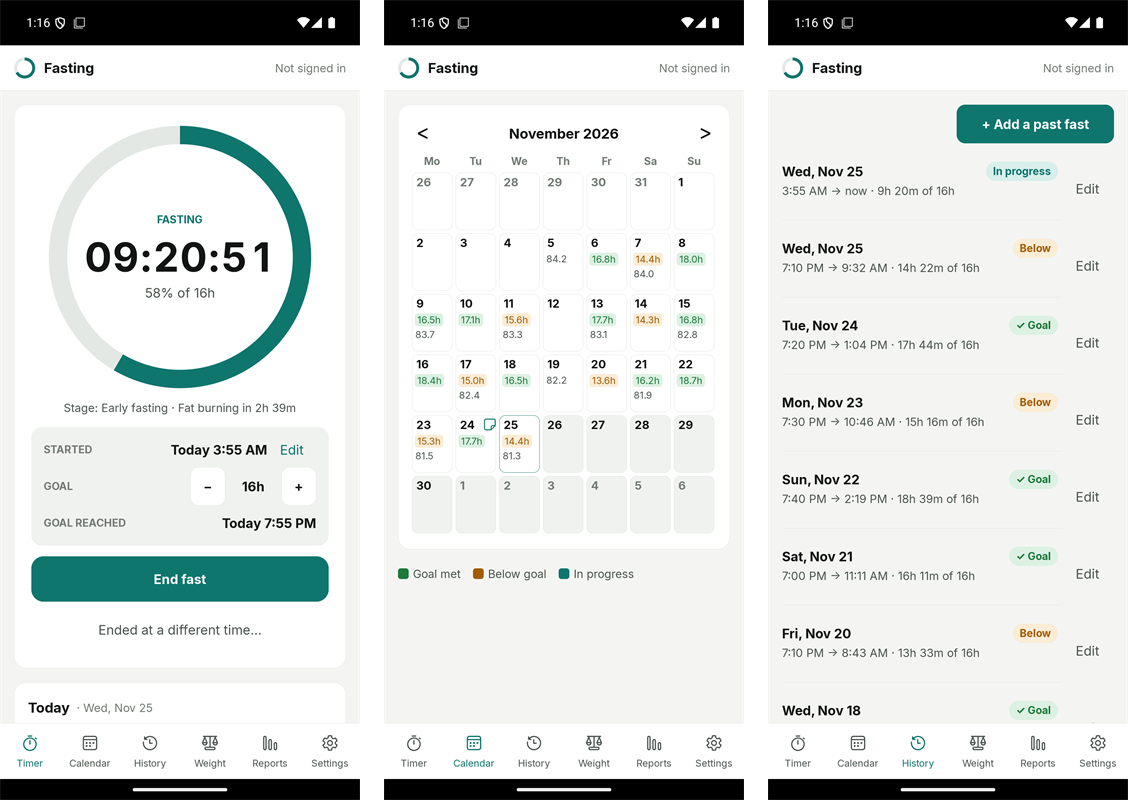 1:16
Fasting
Not signed in
FASTING
09:20:51
58% of 16h
Stage: Early fasting · Fat burning in 2h 39m
STARTED Today 3:55 AM Edit
GOAL − 16h +
GOAL REACHED Today 7:55 PM
End fast
Ended at a different time...
Today · Wed, Nov 25
Timer Calendar History Weight Reports Settings
1:16
Fasting
Not signed in
< November 2026 >
Mo Tu We Th Fr Sa Su
26 27 28 29 30 31 1
2 3 4 5 6 7 8
84.2 16.8h 14.4h 18.0h
84.0
9 10 11 12 13 14 15
16.5h 17.1h 15.6h 17.7h 14.3h 16.8h
83.7 83.3 83.1 82.8
16 17 18 19 20 21 22
18.4h 15.0h 16.5h 82.2 13.6h 16.2h 18.7h
82.4 81.9
23 24 25 26 27 28 29
15.3h 17.7h 14.4h
81.5 81.3
30 1 2 3 4 5 6
Goal met Below goal In progress
Timer Calendar History Weight Reports Settings
1:16
Fasting
Not signed in
+ Add a past fast
Wed, Nov 25 In progress
3:55 AM → now · 9h 20m of 16h Edit
Wed, Nov 25 Below
7:10 PM → 9:32 AM · 14h 22m of 16h Edit
Tue, Nov 24 ✓ Goal
7:20 PM → 1:04 PM · 17h 44m of 16h Edit
Mon, Nov 23 Below
7:30 PM → 10:46 AM · 15h 16m of 16h Edit
Sun, Nov 22 ✓ Goal
7:40 PM → 2:19 PM · 18h 39m of 16h Edit
Sat, Nov 21 ✓ Goal
7:00 PM → 11:11 AM · 16h 11m of 16h Edit
Fri, Nov 20 Below
7:10 PM → 8:43 AM · 13h 33m of 16h Edit
Wed, Nov 18 ✓ Goal
Timer Calendar History Weight Reports Settings